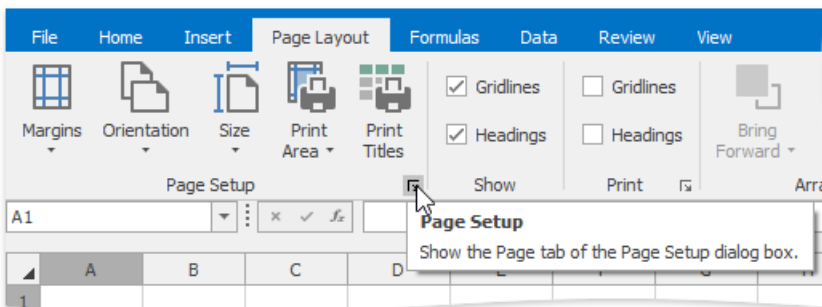 File Home Insert Page Layout Formulas Data Review View
Margins Orientation Size Print Area Print Titles Gridlines Gridlines Bring Forward
Headings Headings
Page Setup Show Print
A1 fx
Page Setup
Show the Page tab of the Page Setup dialog box.
A B C D
1